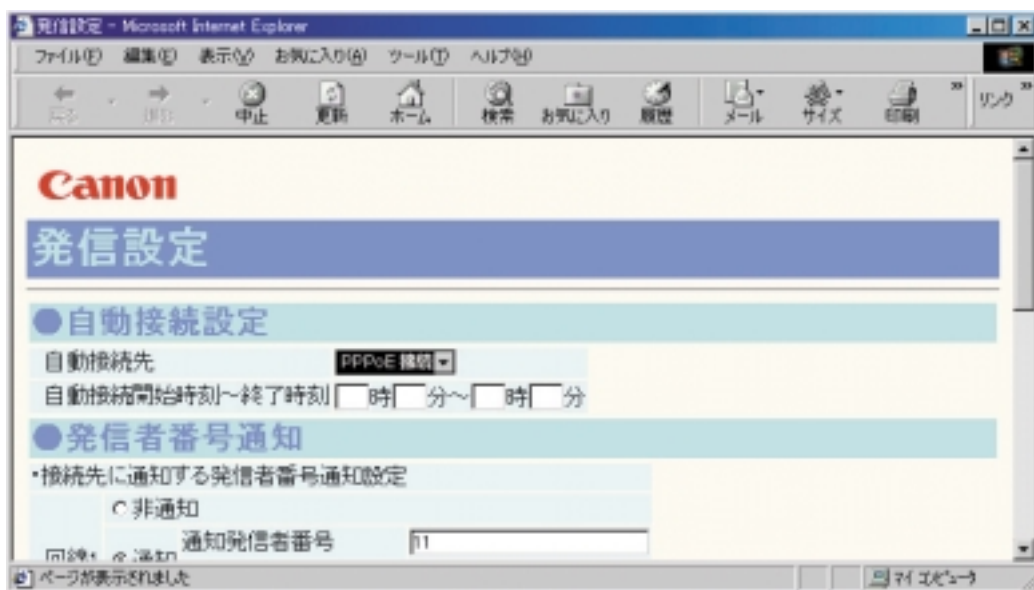 発信設定 - Microsoft Internet Explorer
ファイル(F) 編集(E) 表示(V) お気に入り(A) ツール(T) ヘルプ(H)
戻る 中止 更新 ホーム 検索 お気に入り 履歴 メール サイズ 印刷 » リンク »
Canon
発信設定
●自動接続設定
自動接続先 PPPoE 接続
自動接続開始時刻～終了時刻 時 分～ 時 分
●発信者番号通知
・接続先に通知する発信者番号通知設定
非通知
通知発信者番号 11
回線1 通知
ページが表示されました マイ コンピュータ